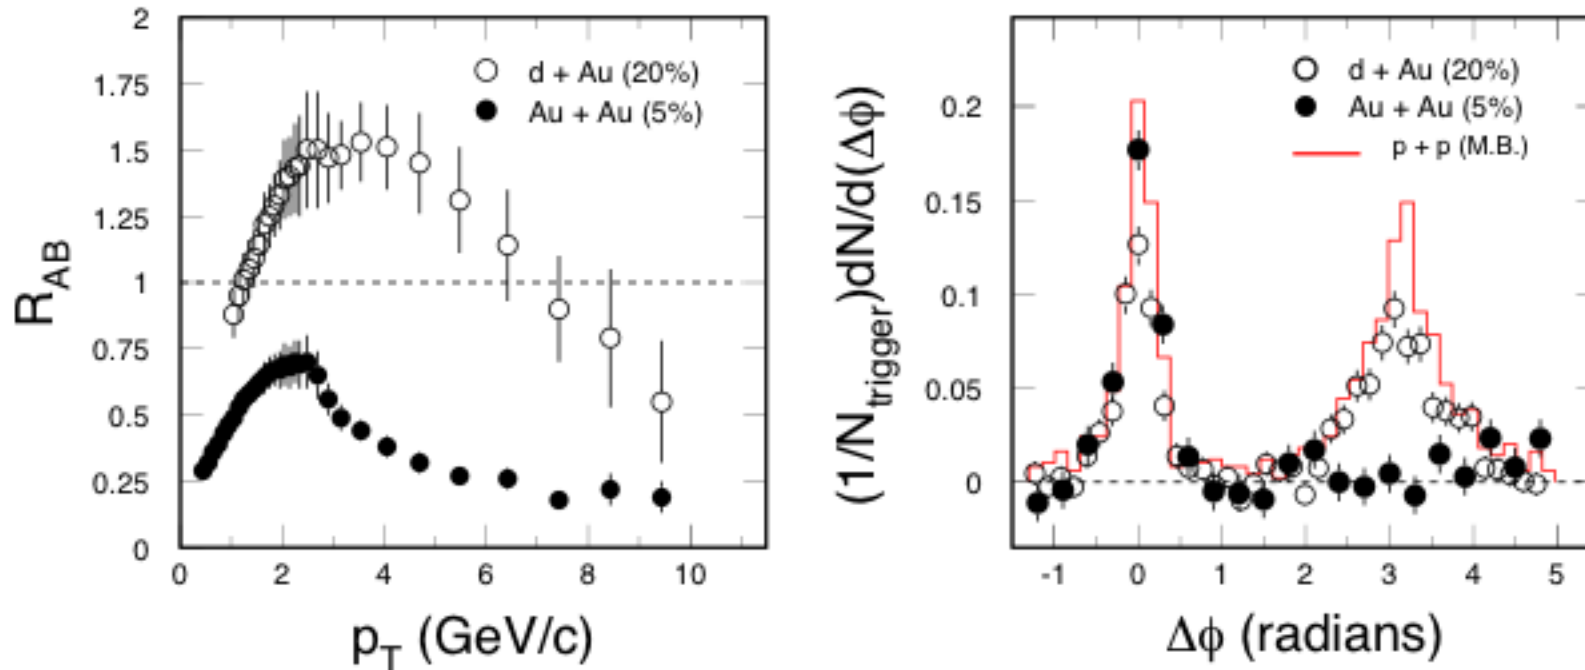 2
1.75
1.5
1.25
1
0.75
0.5
0.25
0
R_AB
d + Au (20%)
Au + Au (5%)
0 2 4 6 8 10
p_T (GeV/c)
0.2
0.15
0.1
0.05
0
(1/N_trigger)dN/d(Δϕ)
d + Au (20%)
Au + Au (5%)
p + p (M.B.)
-1 0 1 2 3 4 5
Δϕ (radians)